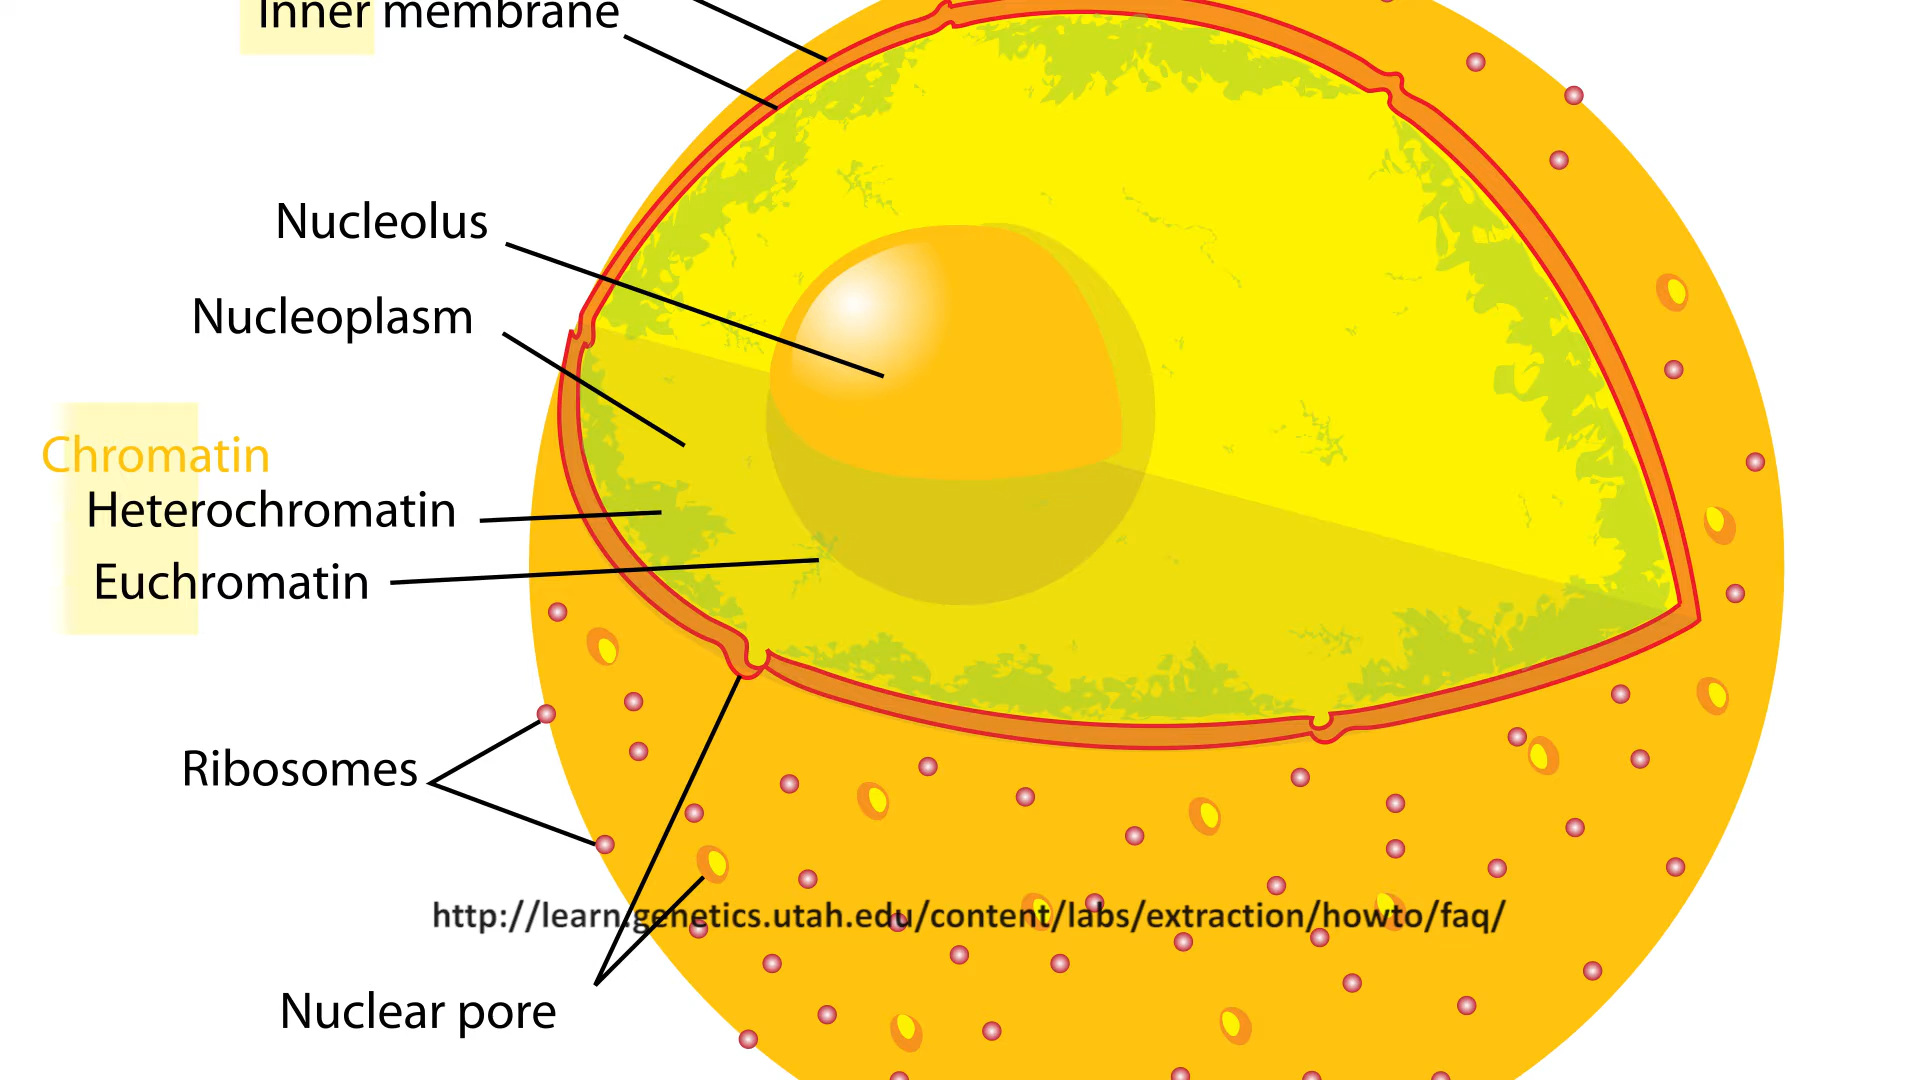 Inner membrane
Nucleolus
Nucleoplasm
Chromatin
Heterochromatin
Euchromatin
Ribosomes
http://learn.genetics.utah.edu/content/labs/extraction/howto/faq/
Nuclear pore